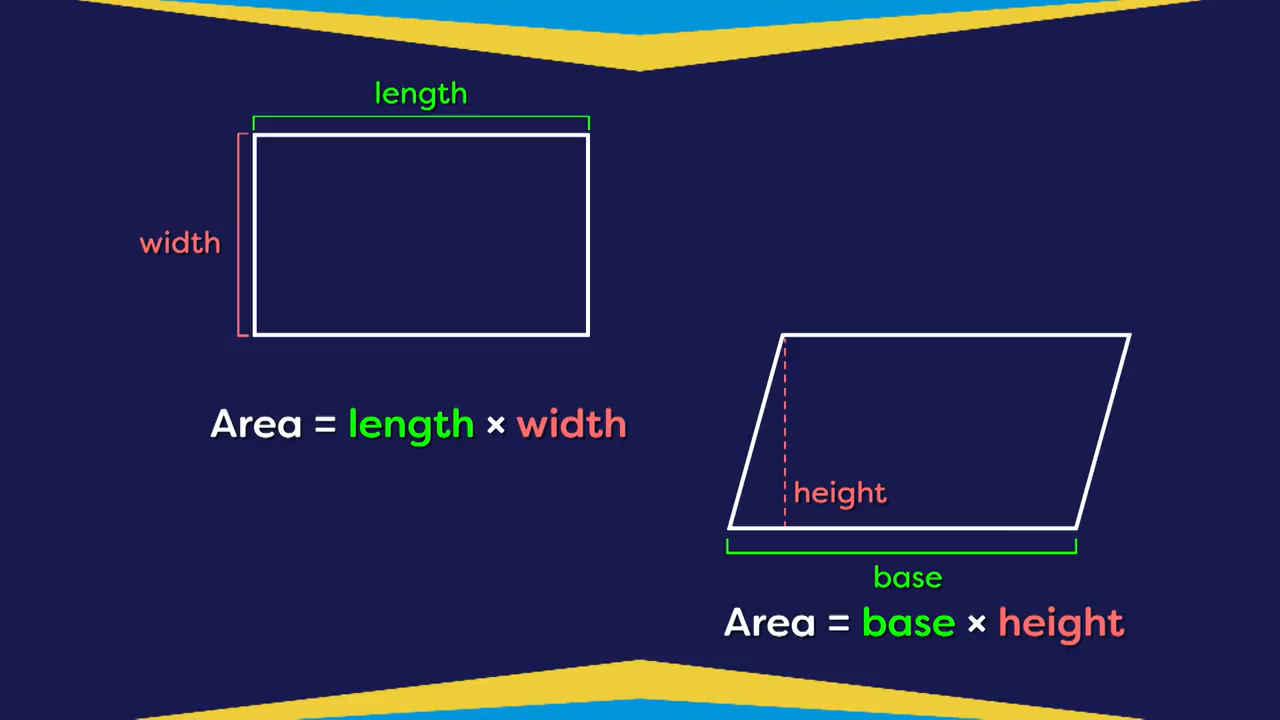 length
width
Area = length × width
height
base
Area = base × height